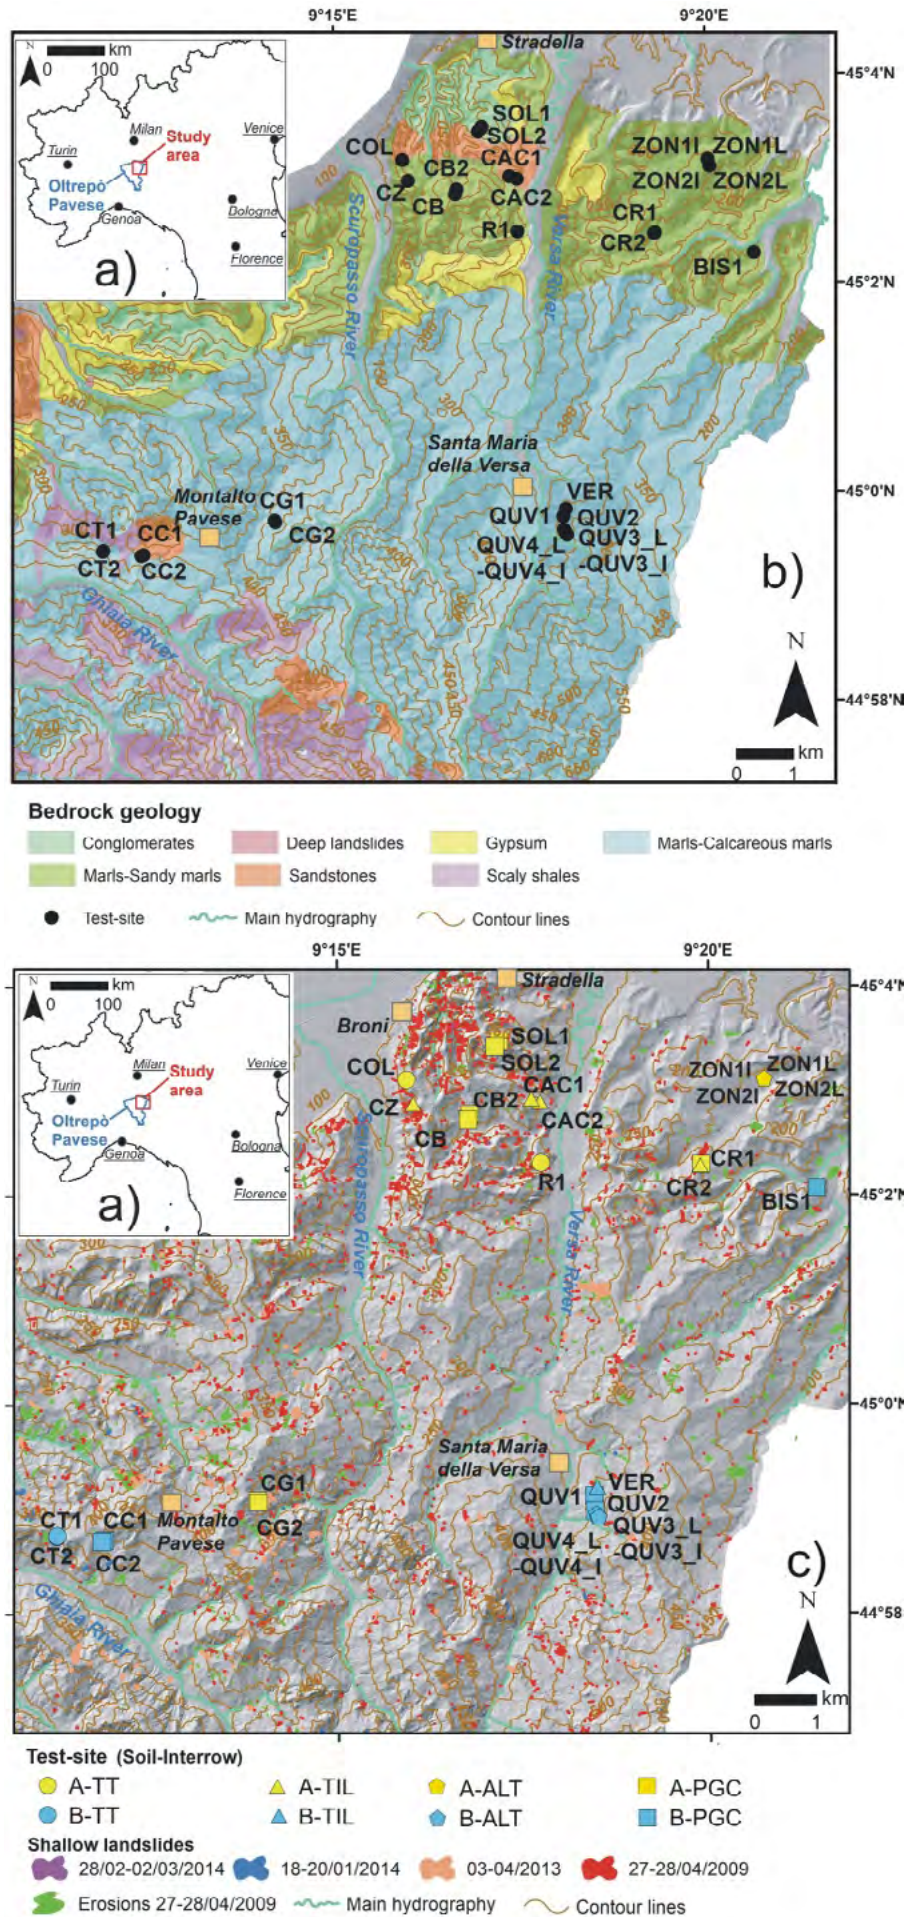 9°15'E 9°20'E
N
0 100 km
Milan
Venice
Turin
Study
area
Oltrepò
Pavese
Genoa
Bologna
Florence
a)
Stradella
45°4'N
SOL1
SOL2
COL
CB2
CAC1
ZON1I ZON1L
ZON2I ZON2L
CZ
CB
CAC2
R1
CR1
CR2
BIS1
Scuropasso River
Versa River
45°2'N
Santa Maria
della Versa
45°0'N
Montalto
Pavese
CG1
CG2
VER
QUV1 QUV2
QUV4_L QUV3_L
-QUV4_I -QUV3_I
CT1 CC1
CT2 CC2
Ghiaia River
b)
N
44°58'N
km
0 1
Bedrock geology
Conglomerates Deep landslides Gypsum Marls-Calcareous marls
Marls-Sandy marls Sandstones Scaly shales
Test-site Main hydrography Contour lines
9°15'E 9°20'E
N
0 100 km
Milan
Venice
Turin
Study
area
Oltrepò
Pavese
Genoa
Bologna
Florence
a)
Stradella
45°4'N
Broni
SOL1
SOL2
COL
CZ
CB2
CAC1
CB
CAC2
ZON1I ZON1L
ZON2I ZON2L
R1
CR1
CR2
BIS1
45°2'N
Scuropasso River
Versa River
45°0'N
Santa Maria
della Versa
CG1
CG2
Montalto
Pavese
CT1 CC1
CT2 CC2
VER
QUV1 QUV2
QUV4_L QUV3_L
-QUV4_I -QUV3_I
Ghiaia River
c)
N
44°58'
km
0 1
Test-site (Soil-Interrow)
A-TT A-TIL A-ALT A-PGC
B-TT B-TIL B-ALT B-PGC
Shallow landslides
28/02-02/03/2014 18-20/01/2014 03-04/2013 27-28/04/2009
Erosions 27-28/04/2009 Main hydrography Contour lines